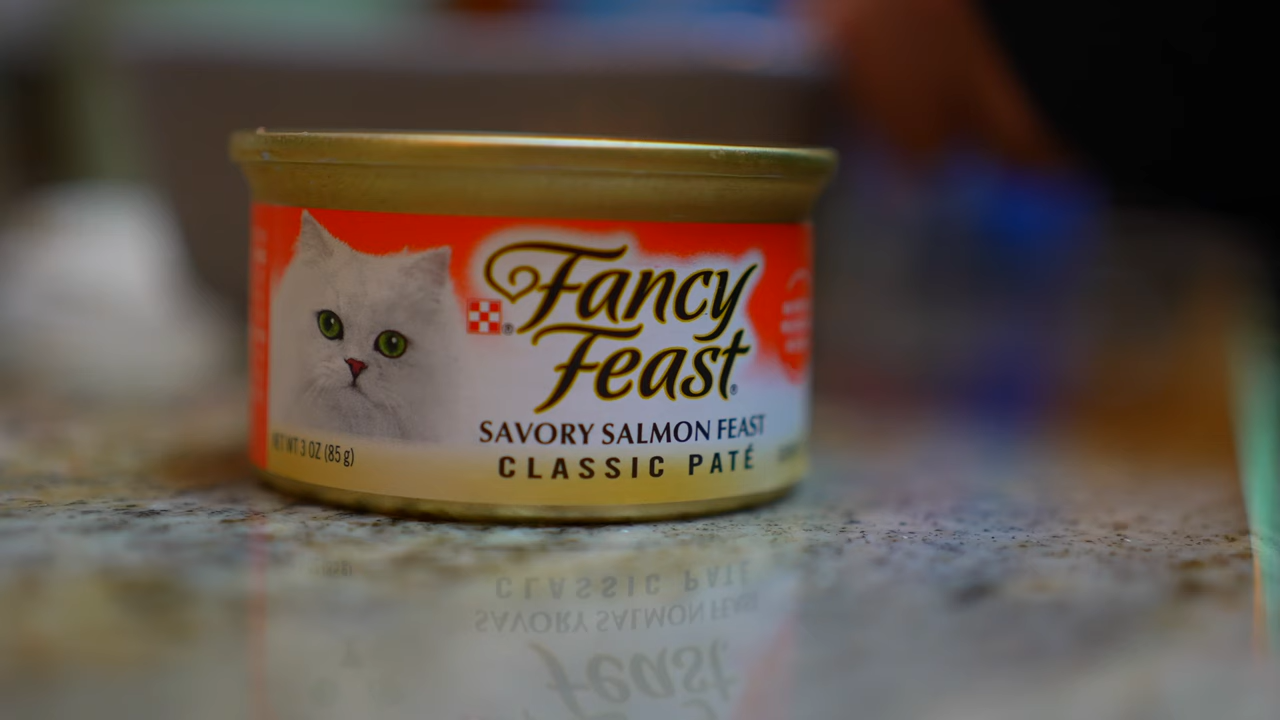 Fancy
Feast
SAVORY SALMON FEAST
CLASSIC PATÉ
NET WT 3 OZ (85 g)